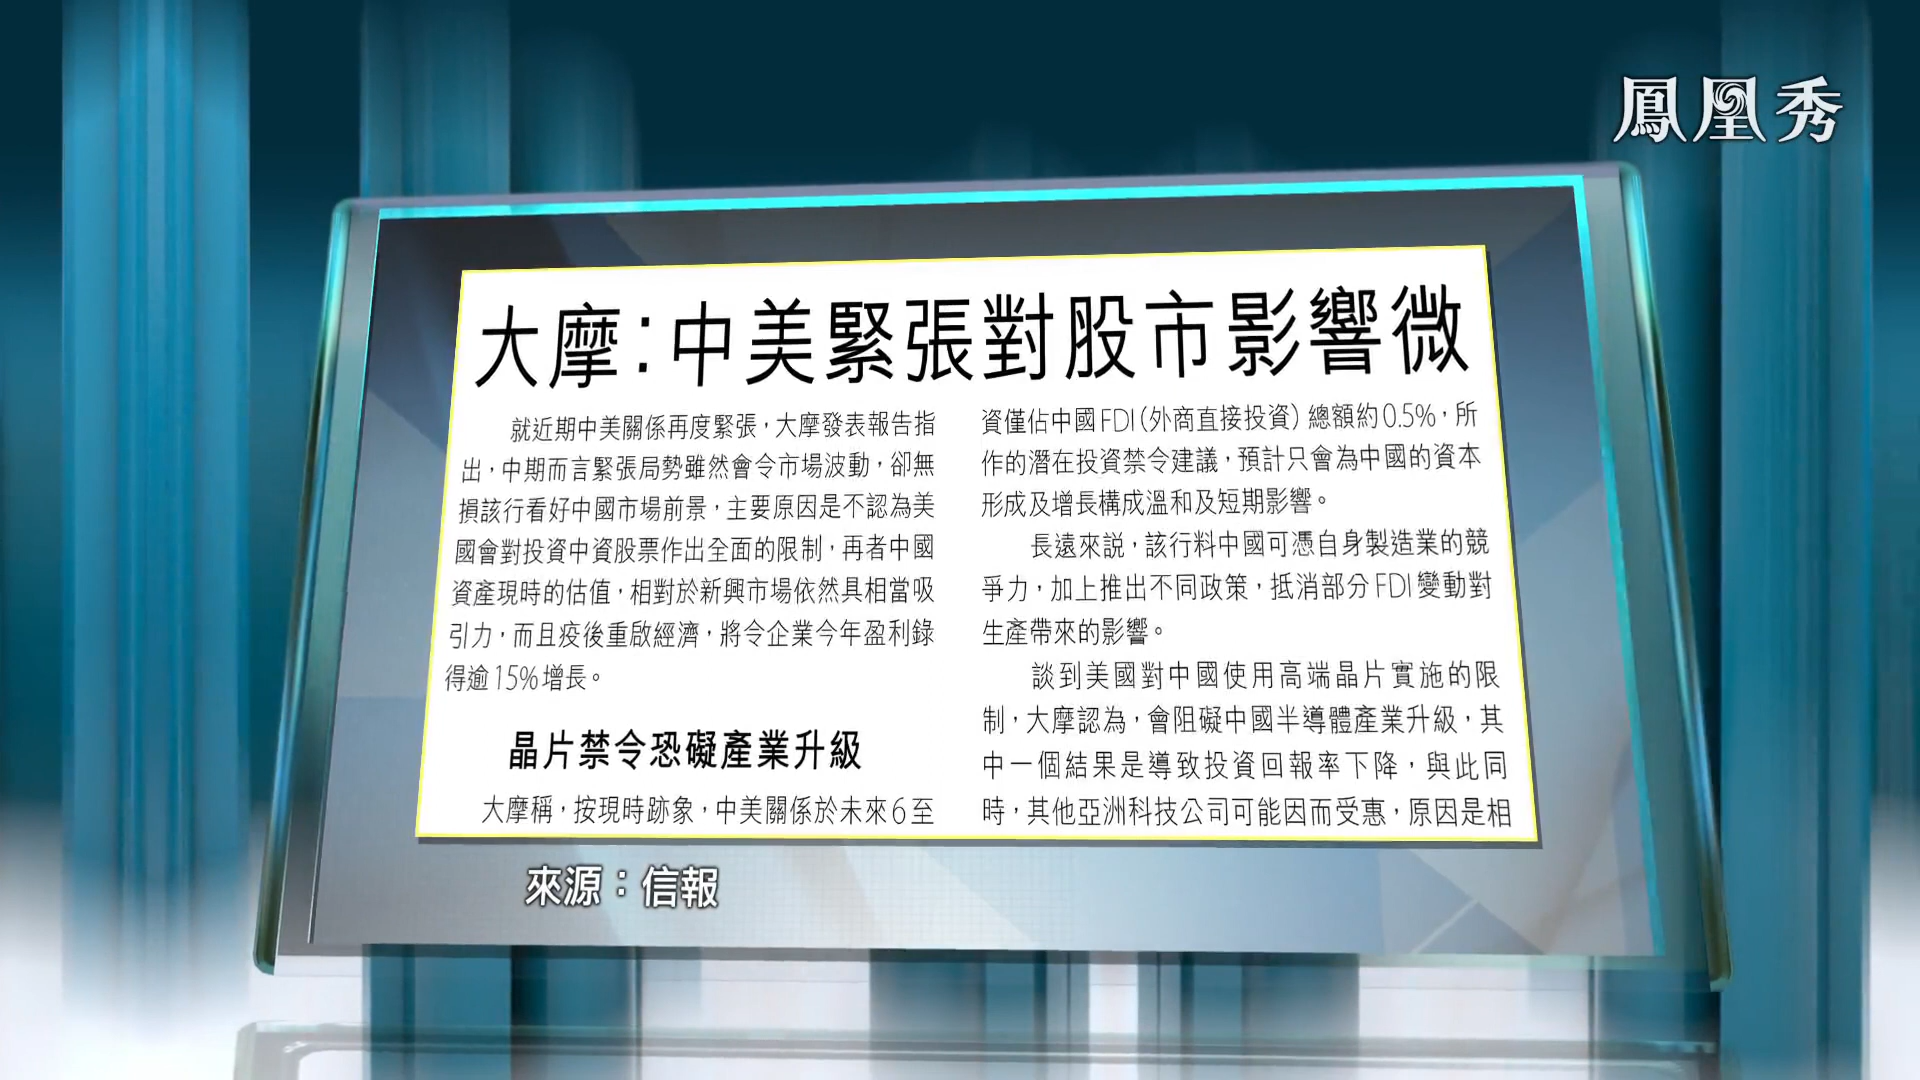 鳳凰秀
大摩：中美緊張對股市影響微
就近期中美關係再度緊張，大摩發表報告指
出，中期而言緊張局勢雖然會令市場波動，卻無
損該行看好中國市場前景，主要原因是不認為美
國會對投資中資股票作出全面的限制，再者中國
資產現時的估值，相對於新興市場依然具相當吸
引力，而且疫後重啟經濟，將令企業今年盈利錄
得逾15%增長。
晶片禁令恐礙產業升級
大摩稱，按現時跡象，中美關係於未來6至
資僅佔中國FDI（外商直接投資）總額約0.5%，所
作的潛在投資禁令建議，預計只會為中國的資本
形成及增長構成溫和及短期影響。
長遠來説，該行料中國可憑自身製造業的競
爭力，加上推出不同政策，抵消部分FDI變動對
生產帶來的影響。
談到美國對中國使用高端晶片實施的限
制，大摩認為，會阻礙中國半導體產業升級，其
中一個結果是導致投資回報率下降，與此同
時，其他亞洲科技公司可能因而受惠，原因是相
來源：信報